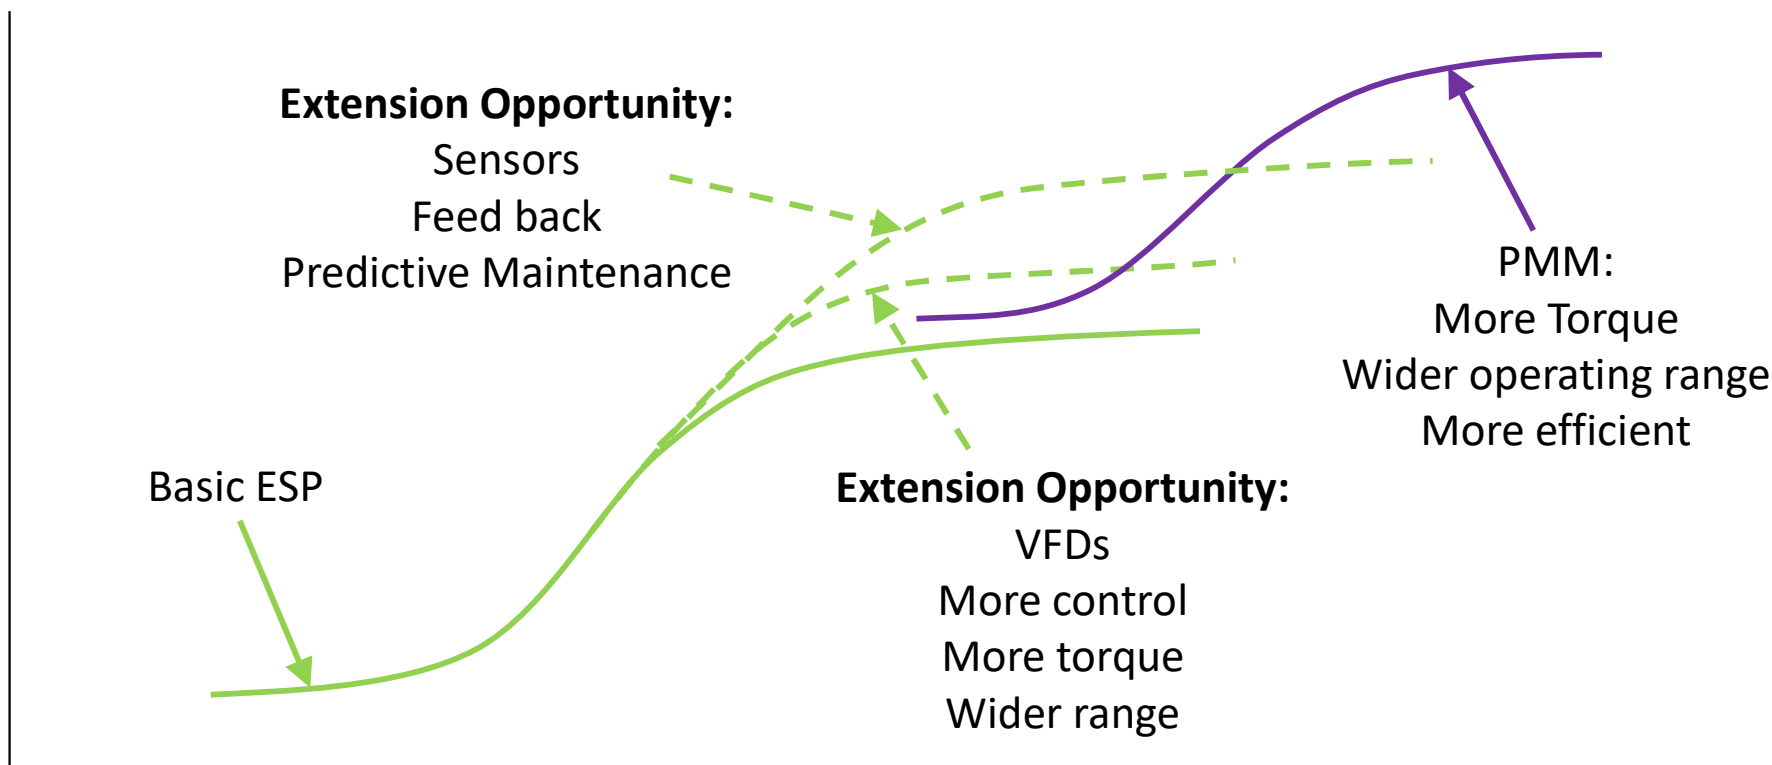 Extension Opportunity:
Sensors
Feed back
Predictive Maintenance
PMM:
More Torque
Wider operating range
More efficient
Basic ESP
Extension Opportunity:
VFDs
More control
More torque
Wider range